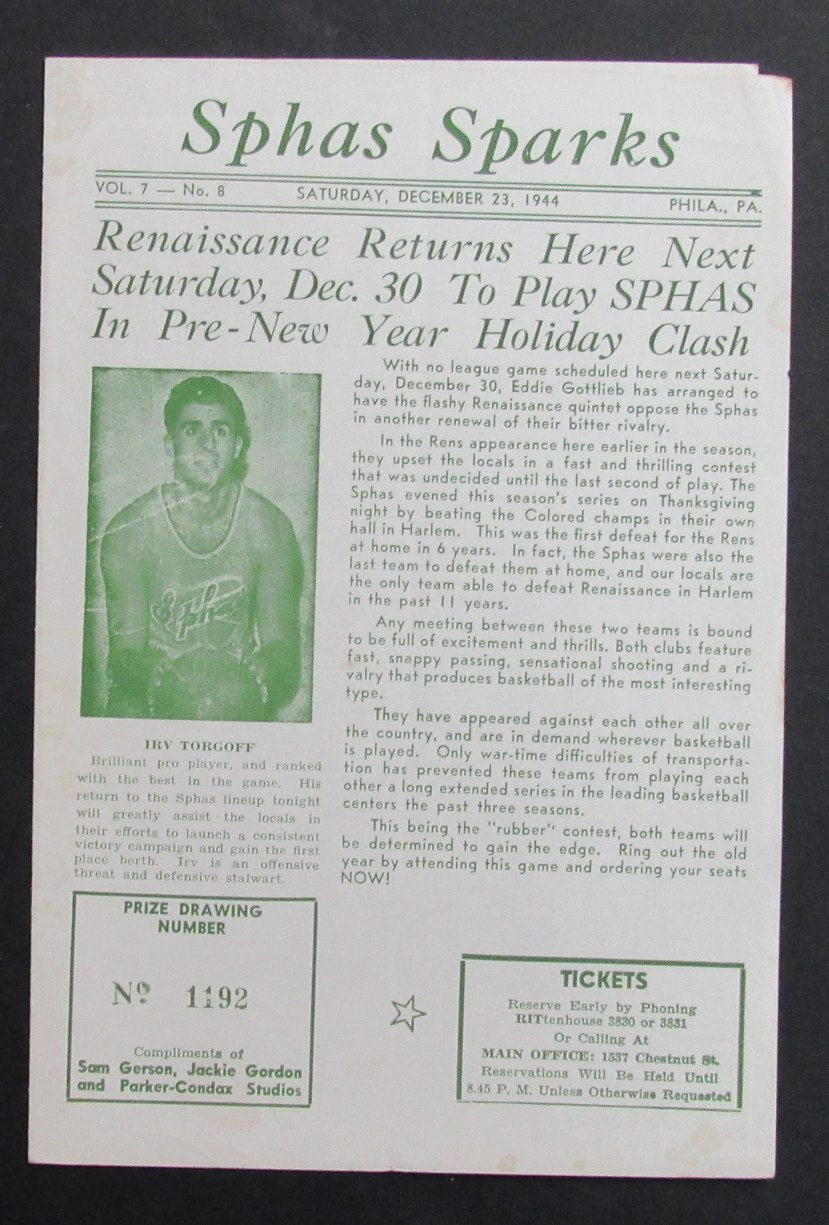 Sphas Sparks
VOL. 7 — No. 8 SATURDAY, DECEMBER 23, 1944 PHILA., PA.
Renaissance Returns Here Next
Saturday, Dec. 30 To Play SPHAS
In Pre-New Year Holiday Clash
Sphas
IRV TORGOFF
Brilliant pro player, and ranked
with the best in the game. His
return to the Sphas lineup tonight
will greatly assist the locals in
their efforts to launch a consistent
victory campaign and gain the first
place berth. Irv is an offensive
threat and defensive stalwart.
With no league game scheduled here next Satur-
day, December 30, Eddie Gottlieb has arranged to
have the flashy Renaissance quintet oppose the Sphas
in another renewal of their bitter rivalry.
In the Rens appearance here earlier in the season,
they upset the locals in a fast and thrilling contest
that was undecided until the last second of play. The
Sphas evened this season's series on Thanksgiving
night by beating the Colored champs in their own
hall in Harlem. This was the first defeat for the Rens
at home in 6 years. In fact, the Sphas were also the
last team to defeat them at home, and our locals are
the only team able to defeat Renaissance in Harlem
in the past 11 years.
Any meeting between these two teams is bound
to be full of excitement and thrills. Both clubs feature
fast, snappy passing, sensational shooting and a ri-
valry that produces basketball of the most interesting
type.
They have appeared against each other all over
the country, and are in demand wherever basketball
is played. Only war-time difficulties of transporta-
tion has prevented these teams from playing each
other a long extended series in the leading basketball
centers the past three seasons.
This being the "rubber" contest, both teams will
be determined to gain the edge. Ring out the old
year by attending this game and ordering your seats
NOW!
PRIZE DRAWING
NUMBER
Nº 1192
Compliments of
Sam Gerson, Jackie Gordon
and Parker-Condax Studios
TICKETS
Reserve Early by Phoning
RITtenhouse 3830 or 3831
Or Calling At
MAIN OFFICE: 1537 Chestnut St.
Reservations Will Be Held Until
8.45 P. M. Unless Otherwise Requested